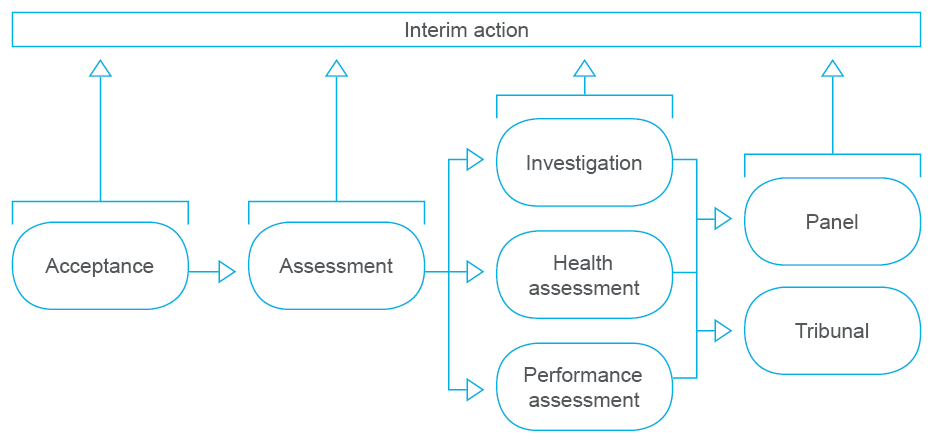 Interim action
Acceptance
Assessment
Investigation
Health
assessment
Performance
assessment
Panel
Tribunal